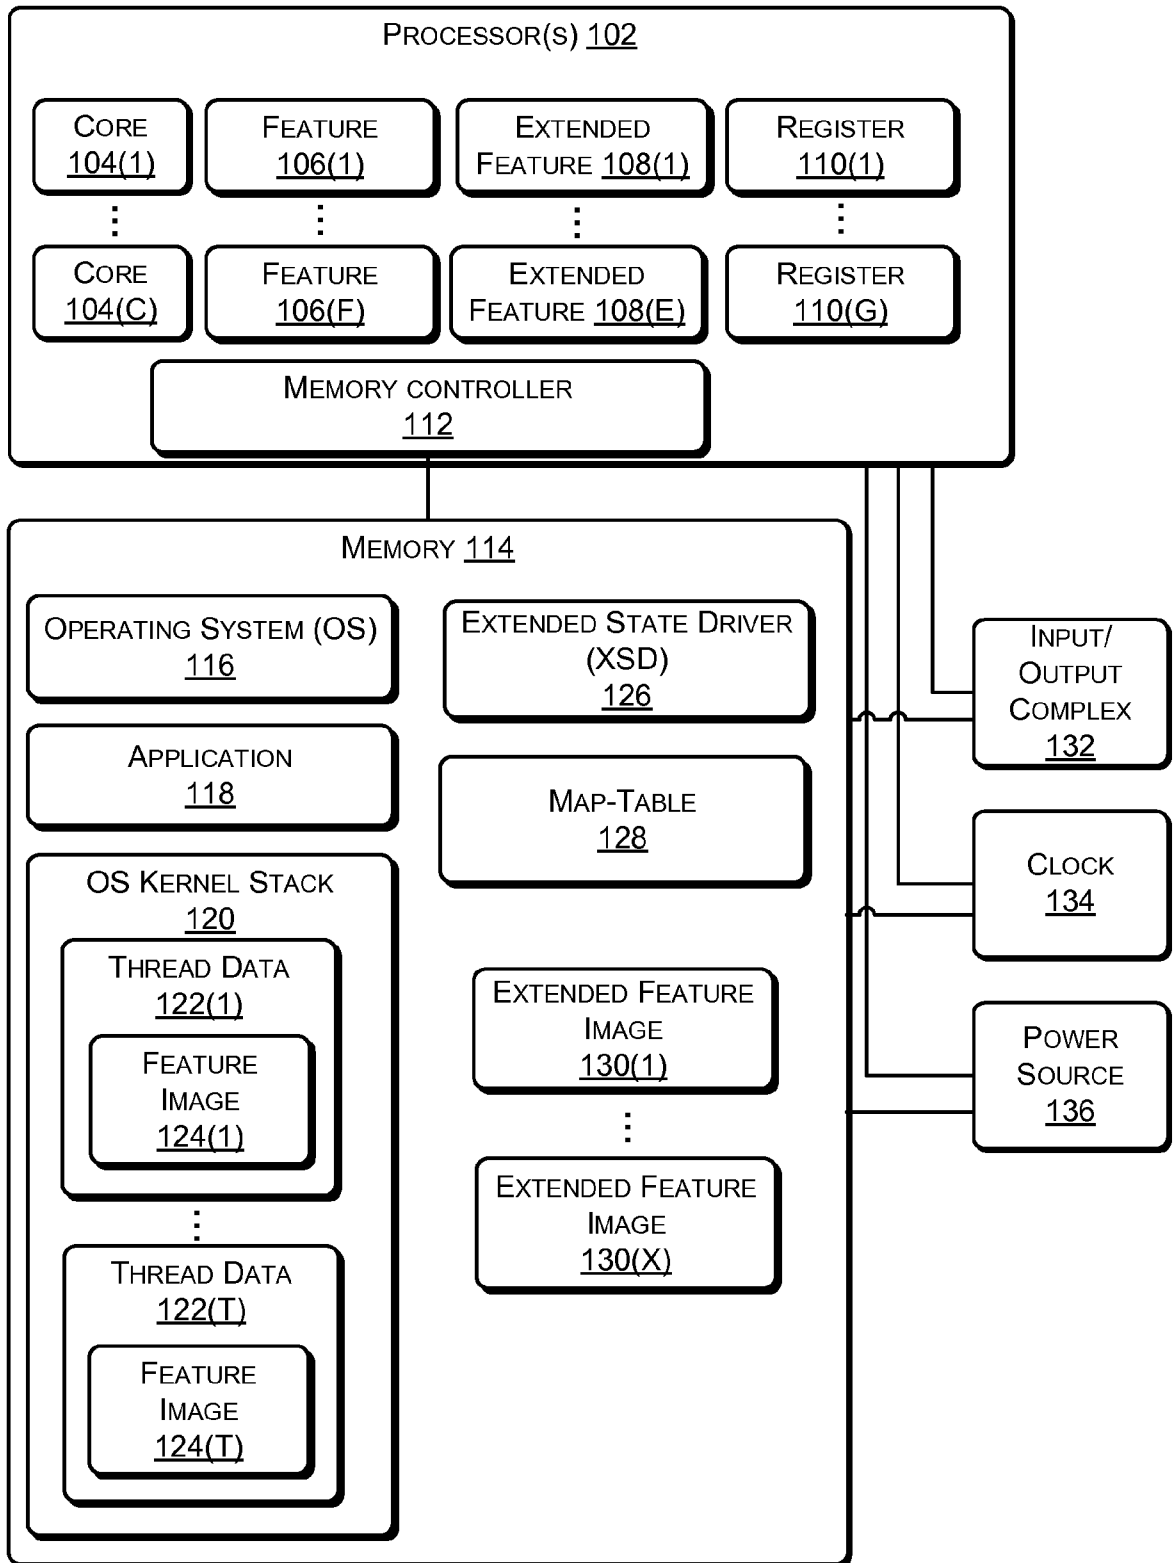 PROCESSOR(S) 102
CORE
104(1)
FEATURE
106(1)
EXTENDED
FEATURE 108(1)
REGISTER
110(1)
CORE
104(C)
FEATURE
106(F)
EXTENDED
FEATURE 108(E)
REGISTER
110(G)
MEMORY CONTROLLER
112
MEMORY 114
OPERATING SYSTEM (OS)
116
APPLICATION
118
OS KERNEL STACK
120
THREAD DATA
122(1)
FEATURE
IMAGE
124(1)
THREAD DATA
122(T)
FEATURE
IMAGE
124(T)
EXTENDED STATE DRIVER
(XSD)
126
MAP-TABLE
128
EXTENDED FEATURE
IMAGE
130(1)
EXTENDED FEATURE
IMAGE
130(X)
INPUT/
OUTPUT
COMPLEX
132
CLOCK
134
POWER
SOURCE
136